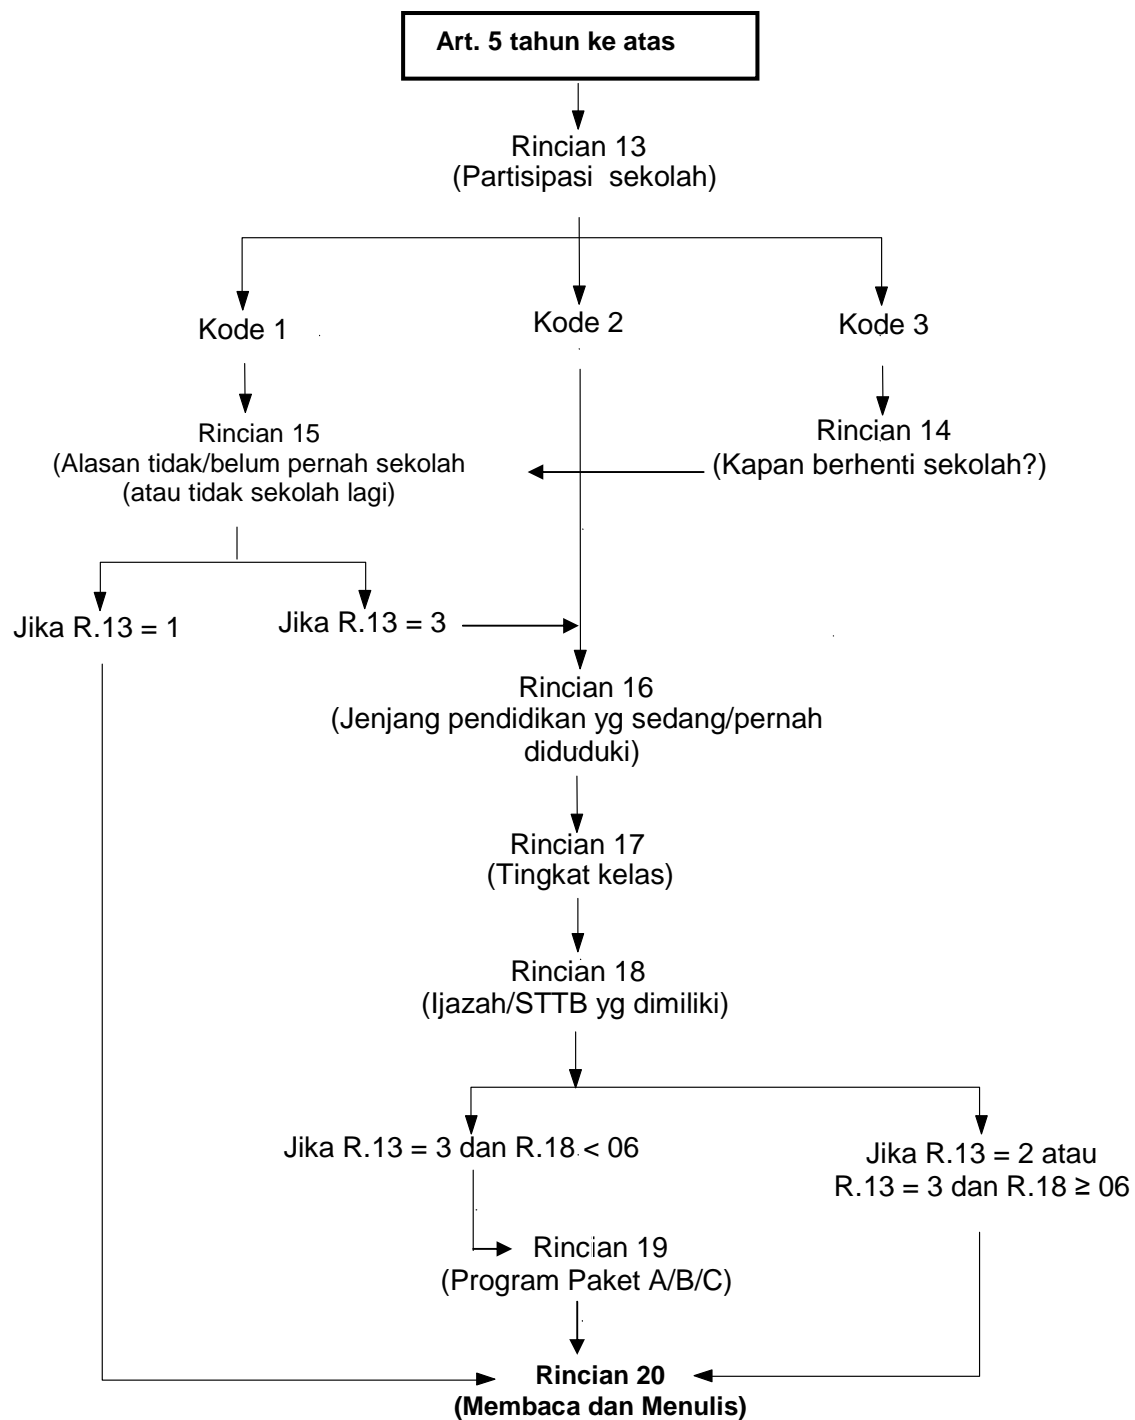 Art. 5 tahun ke atas
Rincian 13
(Partisipasi sekolah)
Kode 1
Kode 2
Kode 3
Rincian 15
(Alasan tidak/belum pernah sekolah
(atau tidak sekolah lagi)
Rincian 14
(Kapan berhenti sekolah?)
Jika R.13 = 1
Jika R.13 = 3
Rincian 16
(Jenjang pendidikan yg sedang/pernah
diduduki)
Rincian 17
(Tingkat kelas)
Rincian 18
(Ijazah/STTB yg dimiliki)
Jika R.13 = 3 dan R.18 < 06
Jika R.13 = 2 atau
R.13 = 3 dan R.18 ≥ 06
Rincian 19
(Program Paket A/B/C)
Rincian 20
(Membaca dan Menulis)